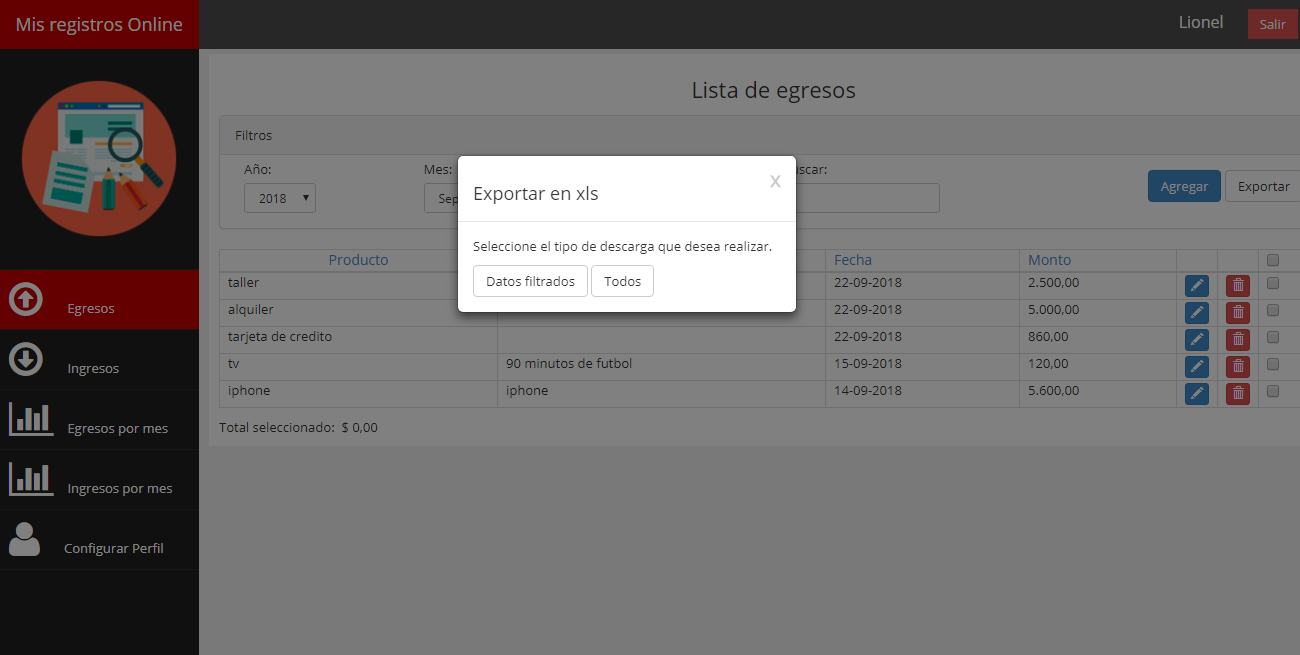 Mis registros Online
Lionel
Salir
Lista de egresos
Filtros
Año:
Mes:
2018
Agregar
Exportar
Exportar en xls
X
Seleccione el tipo de descarga que desea realizar.
Datos filtrados
Todos
Producto
Fecha
Monto
taller
22-09-2018
2.500,00
alquiler
22-09-2018
5.000,00
tarjeta de credito
22-09-2018
860,00
tv
90 minutos de futbol
15-09-2018
120,00
iphone
iphone
14-09-2018
5.600,00
Total seleccionado: $ 0,00
Egresos
Ingresos
Egresos por mes
Ingresos por mes
Configurar Perfil